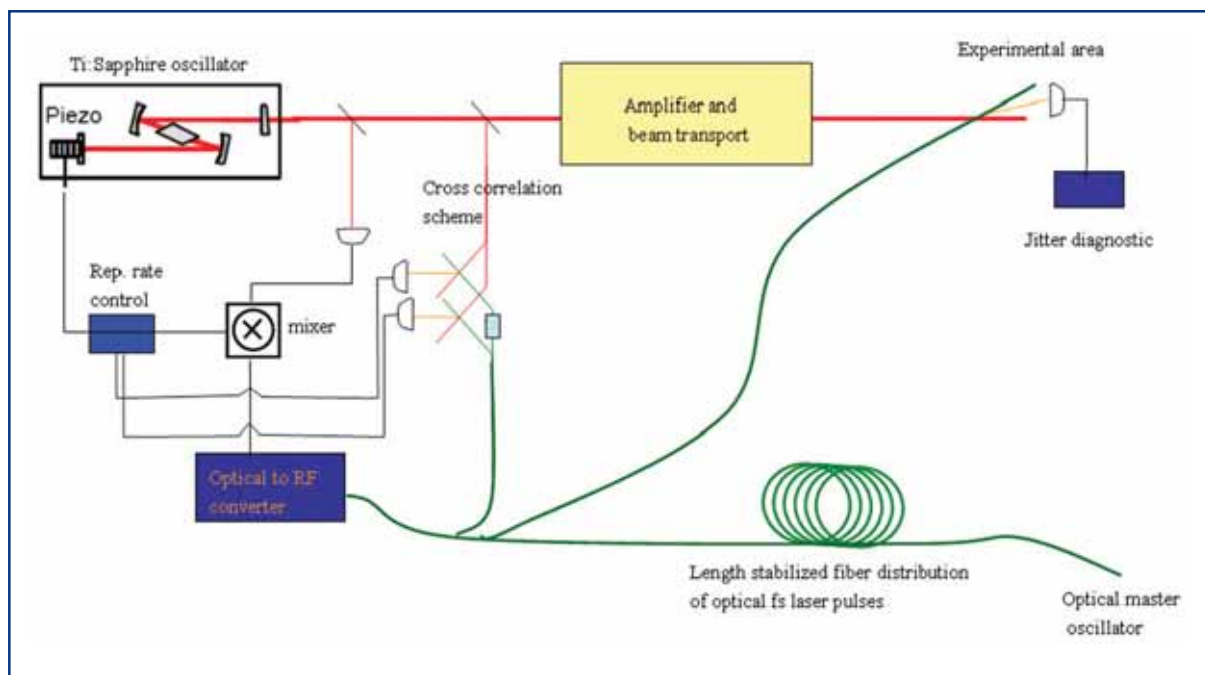 Experimental area
Ti:Sapphire oscillator
Piezo
Amplifier and
beam transport
Cross correlation
scheme
Jitter diagnostic
Rep. rate
control
mixer
Optical to RF
converter
Length stabilized fiber distribution
of optical fs laser pulses
Optical master
oscillator